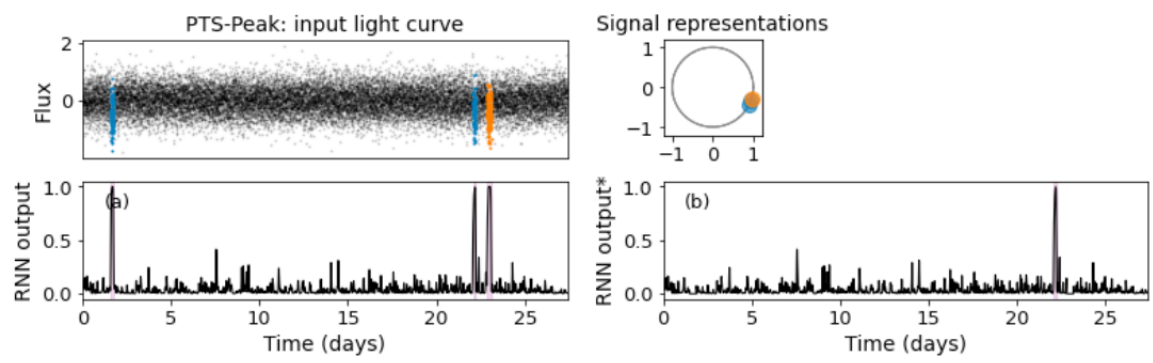 PTS-Peak: input light curve
Signal representations
Flux
2
0
1
0
−1
−1 0 1
RNN output
1.0
0.5
0.0
(a)
0 5 10 15 20 25
Time (days)
RNN output*
1.0
0.5
0.0
(b)
0 5 10 15 20 25
Time (days)